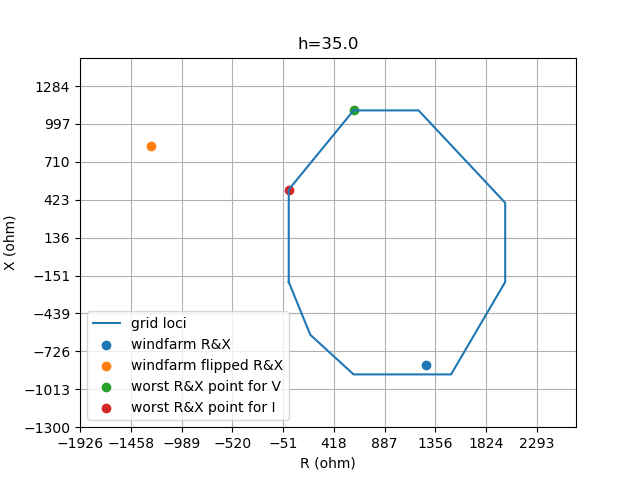 h=35.0
X (ohm)
1284
997
710
423
136
−151
−439
−726
−1013
−1300
grid loci
windfarm R&X
windfarm flipped R&X
worst R&X point for V
worst R&X point for I
−1926 −1458 −989 −520 −51 418 887 1356 1824 2293
R (ohm)